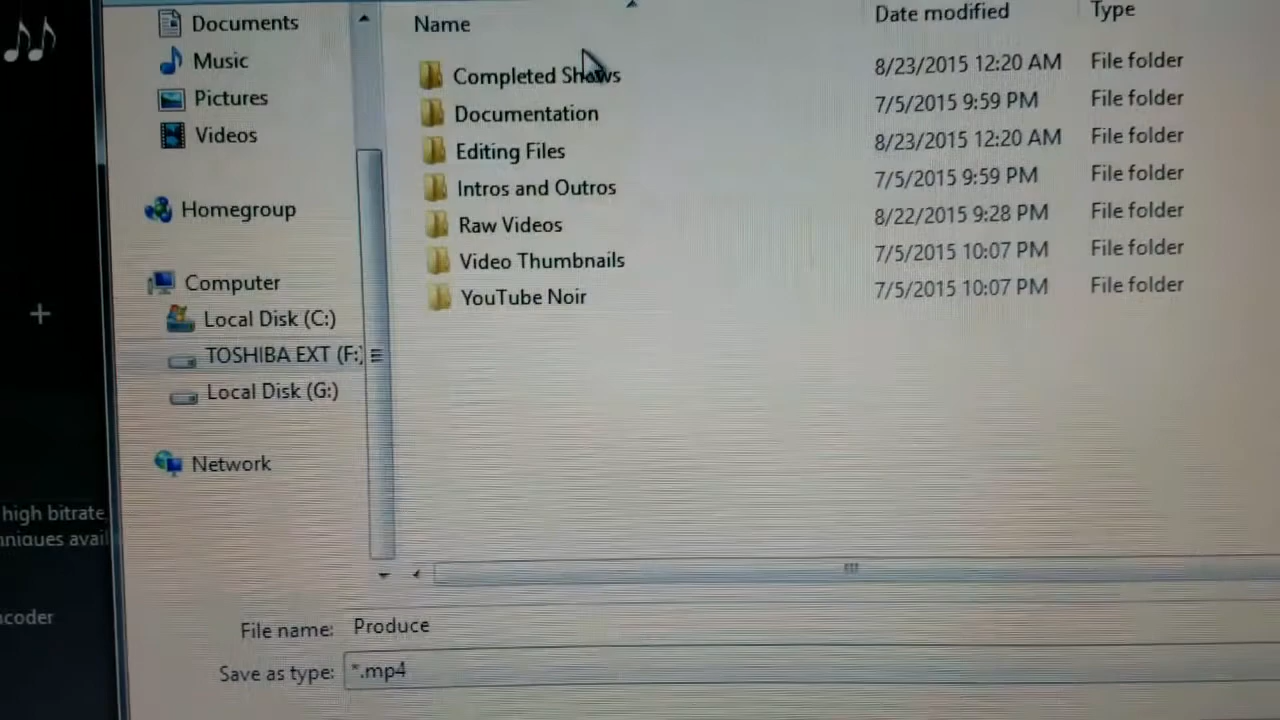 Documents
Music
Pictures
Videos
Homegroup
Computer
Local Disk (C:)
TOSHIBA EXT (F:)
Local Disk (G:)
Network
Name Date modified Type
Completed Shows 8/23/2015 12:20 AM File folder
Documentation 7/5/2015 9:59 PM File folder
Editing Files 8/23/2015 12:20 AM File folder
Intros and Outros 7/5/2015 9:59 PM File folder
Raw Videos 8/22/2015 9:28 PM File folder
Video Thumbnails 7/5/2015 10:07 PM File folder
YouTube Noir 7/5/2015 10:07 PM File folder
high bitrate
hniques avail
ncoder
File name: Produce
Save as type: *.mp4